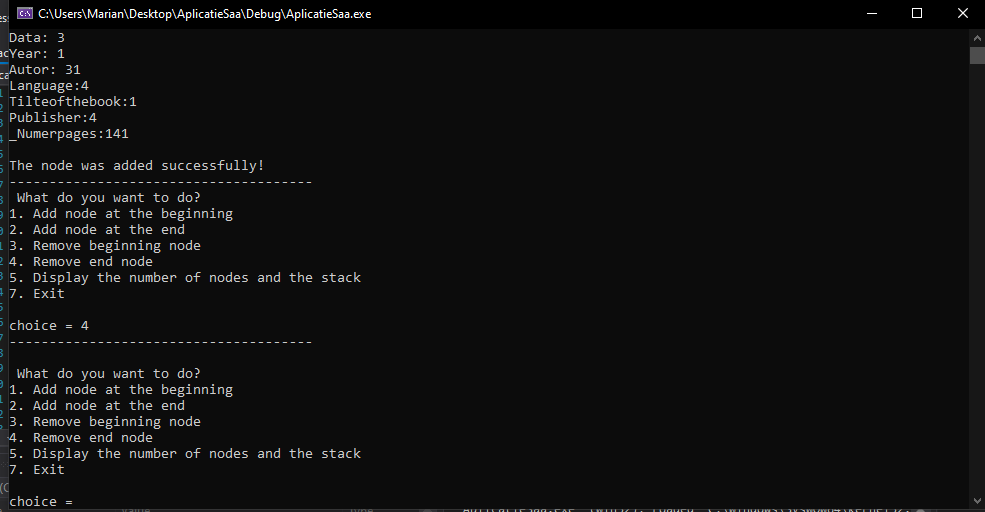 C:\Users\Marian\Desktop\AplicatieSaa\Debug\AplicatieSaa.exe
Data: 3
Year: 1
Autor: 31
Language:4
Tilteofthebook:1
Publisher:4
_Numerpages:141
The node was added successfully!
--------------------------------------
What do you want to do?
1. Add node at the beginning
2. Add node at the end
3. Remove beginning node
4. Remove end node
5. Display the number of nodes and the stack
7. Exit
choice = 4
--------------------------------------
What do you want to do?
1. Add node at the beginning
2. Add node at the end
3. Remove beginning node
4. Remove end node
5. Display the number of nodes and the stack
7. Exit
choice =